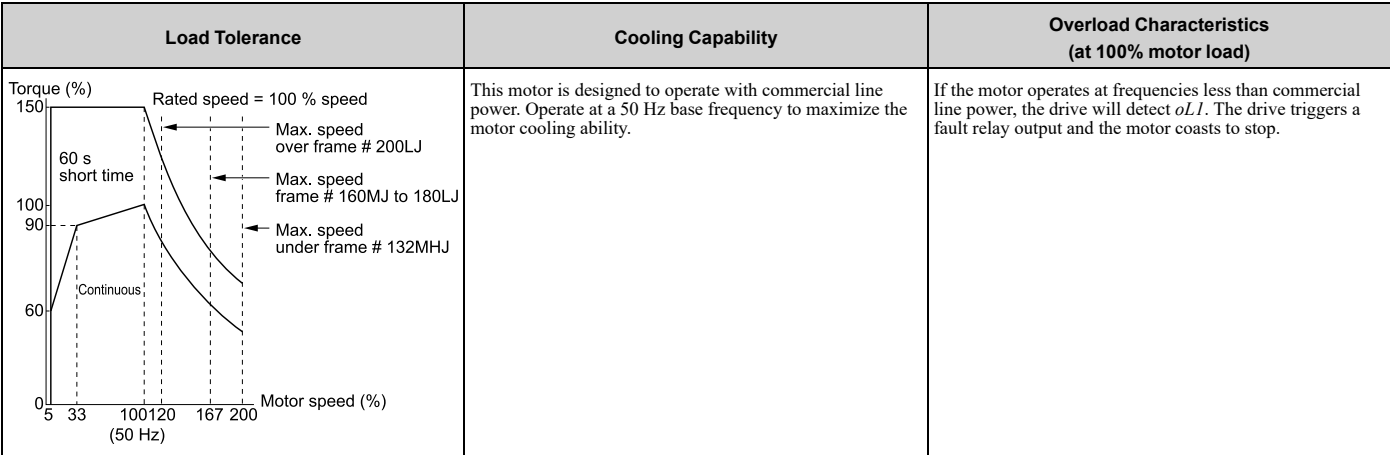 Load Tolerance
Cooling Capability
Overload Characteristics
(at 100% motor load)
Torque (%)
150
Rated speed = 100 % speed
Max. speed
over frame # 200LJ
60 s
short time
Max. speed
frame # 160MJ to 180LJ
100
90
Max. speed
under frame # 132MHJ
Continuous
60
0
Motor speed (%)
5 33 100 120 167 200
(50 Hz)
This motor is designed to operate with commercial line
power. Operate at a 50 Hz base frequency to maximize the
motor cooling ability.
If the motor operates at frequencies less than commercial
line power, the drive will detect oL1. The drive triggers a
fault relay output and the motor coasts to stop.